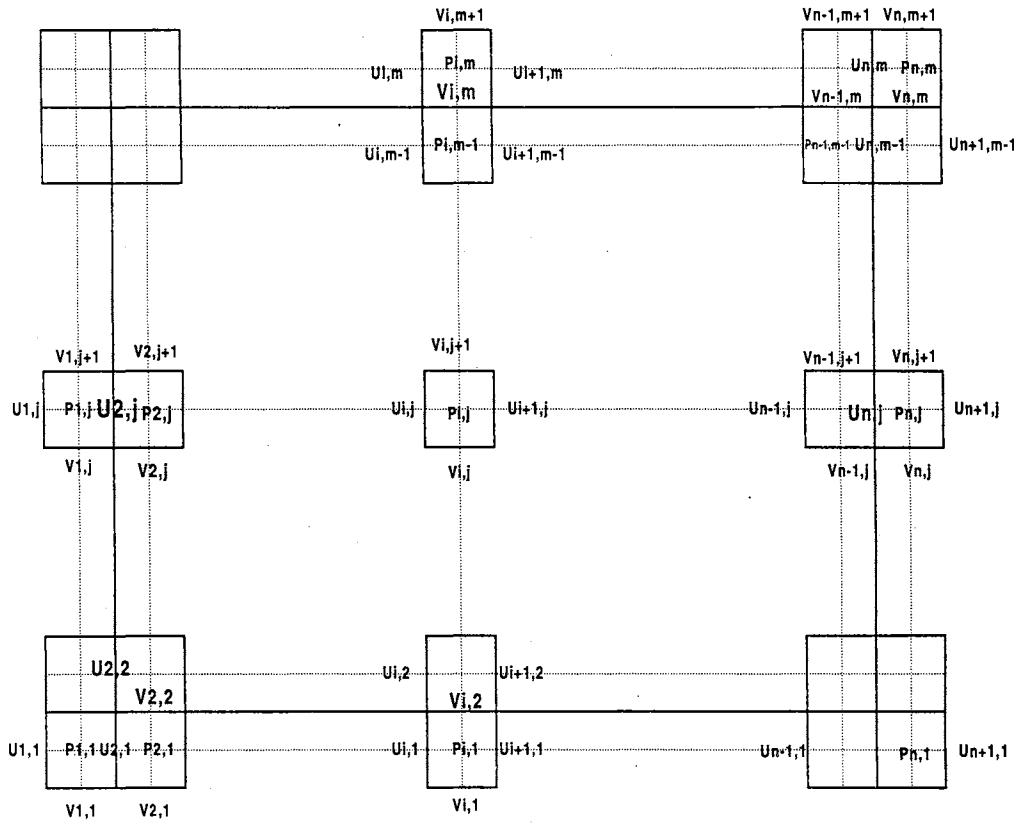 Vi,m+1 Vn-1,m+1 Vn,m+1
Ui,m Pi,m Ui+1,m Un,m Pn,m
Vi,m Vn-1,m Vn,m
Ui,m-1 Pi,m-1 Ui+1,m-1 Pn-1,m-1 Un,m-1 Un+1,m-1
V1,j+1 V2,j+1 Vi,j+1 Vn-1,j+1 Vn,j+1
U1,j P1,j U2,j P2,j Ui,j Pi,j Ui+1,j Un-1,j Un,j Pn,j Un+1,j
V1,j V2,j Vi,j Vn-1,j Vn,j
U2,2 Ui,2 Ui+1,2
V2,2 Vi,2
U1,1 P1,1 U2,1 P2,1 Ui,1 Pi,1 Ui+1,1 Un-1,1 Pn,1 Un+1,1
V1,1 V2,1 Vi,1